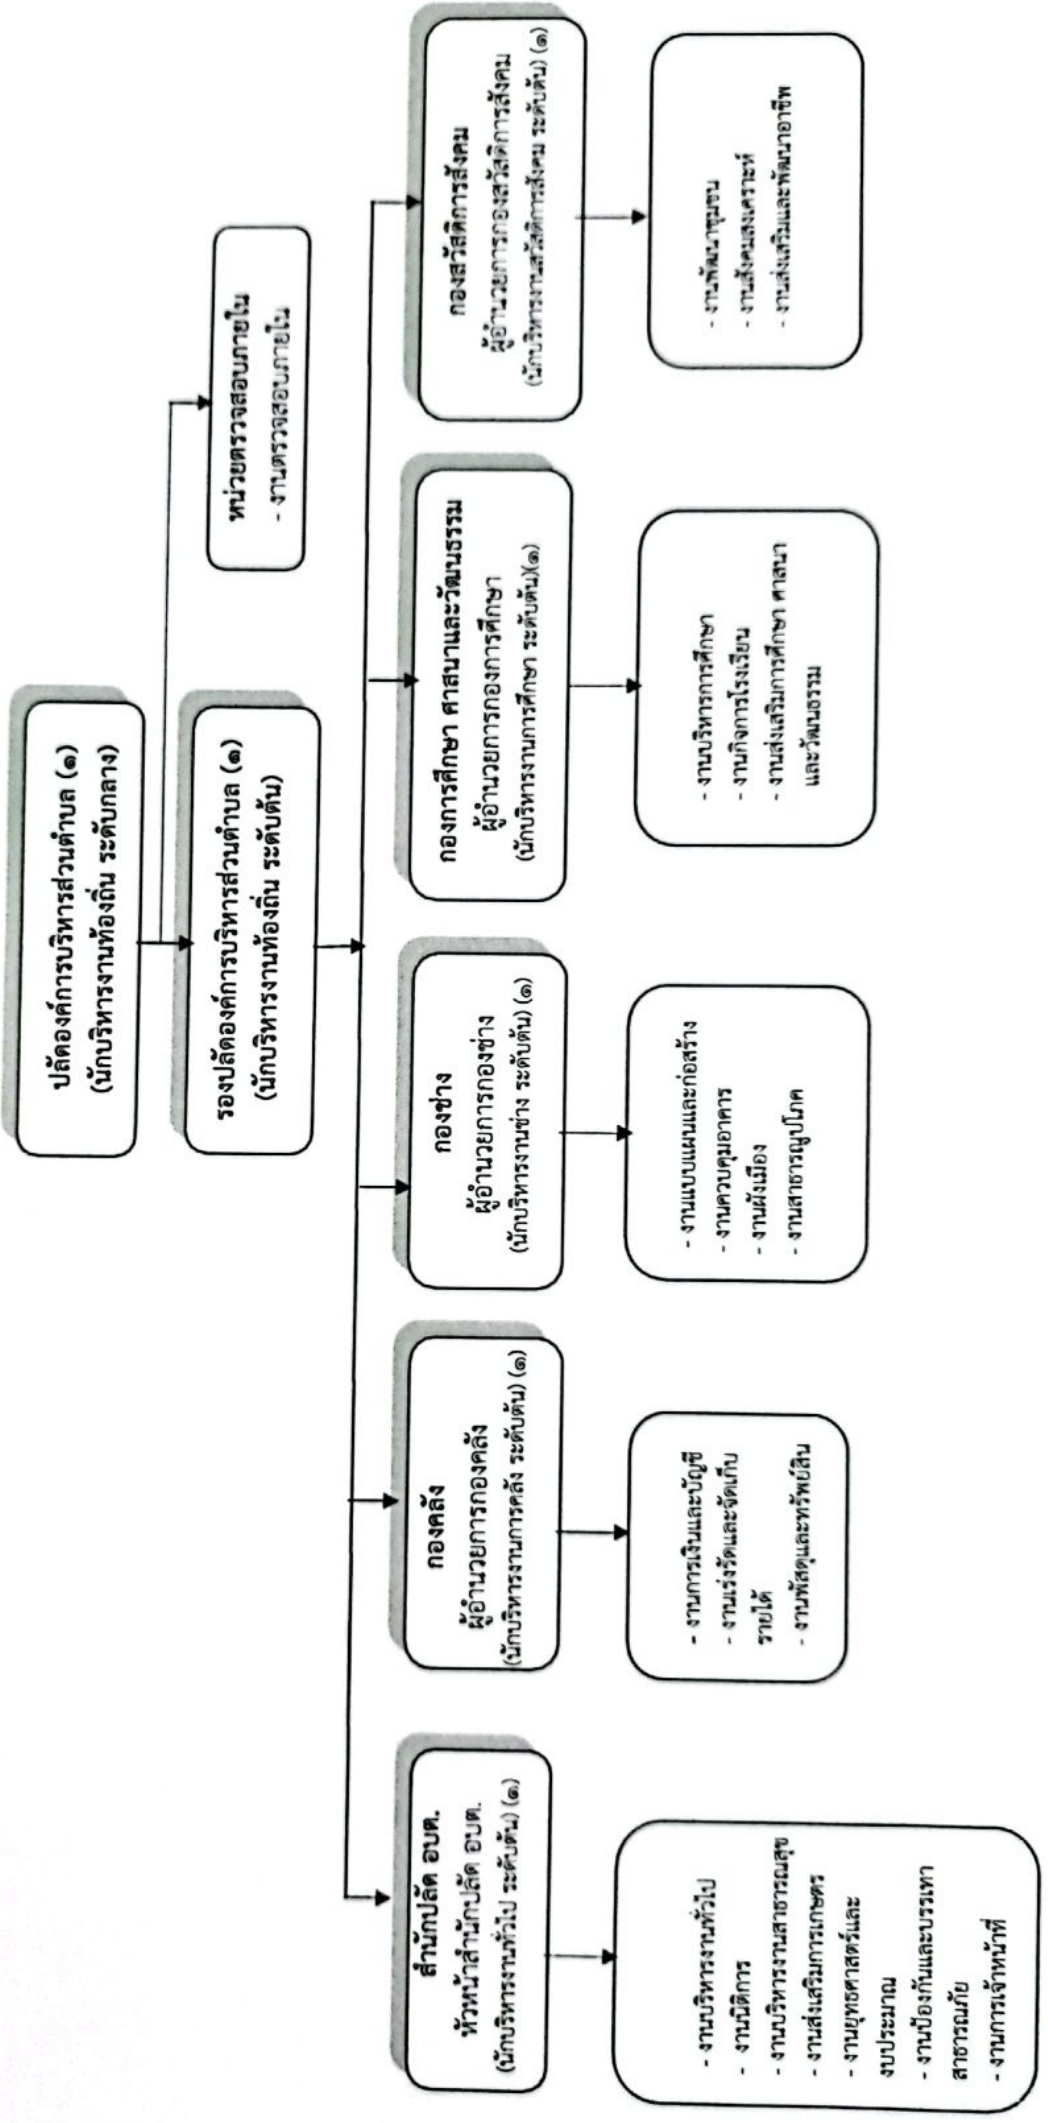 ปลัดองค์การบริหารส่วนตำบล (๑)
(นักบริหารงานท้องถิ่น ระดับกลาง)
รองปลัดองค์การบริหารส่วนตำบล (๑)
(นักบริหารงานท้องถิ่น ระดับต้น)
หน่วยตรวจสอบภายใน
- งานตรวจสอบภายใน
สำนักปลัด อบต.
หัวหน้าสำนักปลัด อบต.
(นักบริหารงานทั่วไป ระดับต้น) (๑)
กองคลัง
ผู้อำนวยการกองคลัง
(นักบริหารงานการคลัง ระดับต้น) (๑)
กองช่าง
ผู้อำนวยการกองช่าง
(นักบริหารงานช่าง ระดับต้น) (๑)
กองการศึกษา ศาสนาและวัฒนธรรม
ผู้อำนวยการกองการศึกษา
(นักบริหารงานการศึกษา ระดับต้น)(๑)
กองสวัสดิการสังคม
ผู้อำนวยการกองสวัสดิการสังคม
(นักบริหารงานสวัสดิการสังคม ระดับต้น) (๑)
- งานบริหารงานทั่วไป
- งานนิติการ
- งานบริหารงานสาธารณสุข
- งานส่งเสริมการเกษตร
- งานยุทธศาสตร์และ
งบประมาณ
- งานป้องกันและบรรเทา
สาธารณภัย
- งานการเจ้าหน้าที่
- งานการเงินและบัญชี
- งานเร่งรัดและจัดเก็บ
รายได้
- งานพัสดุและทรัพย์สิน
- งานแบบแผนและก่อสร้าง
- งานควบคุมอาคาร
- งานผังเมือง
- งานสาธารณูปโภค
- งานบริหารการศึกษา
- งานกิจการโรงเรียน
- งานส่งเสริมการศึกษา ศาสนา
และวัฒนธรรม
- งานพัฒนาชุมชน
- งานสังคมสงเคราะห์
- งานส่งเสริมและพัฒนาอาชีพ